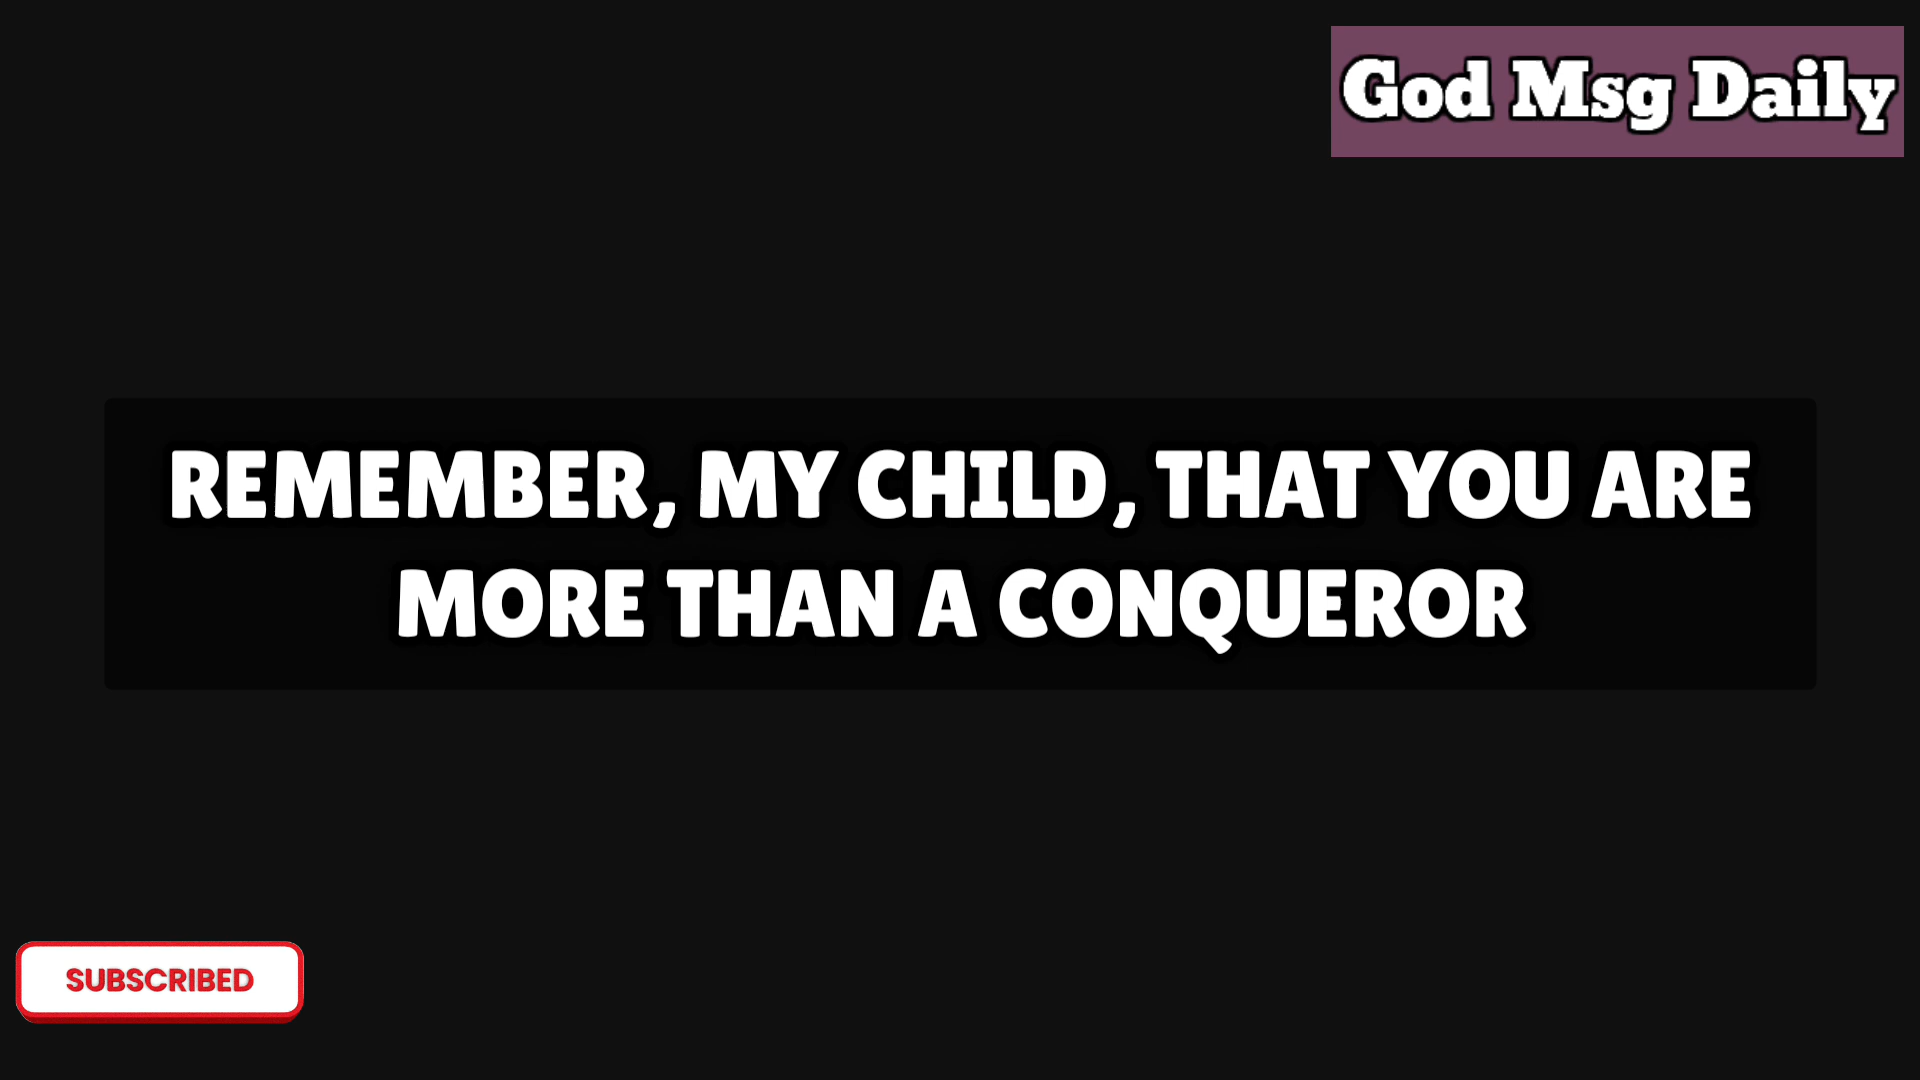 God Msg Daily
REMEMBER, MY CHILD, THAT YOU ARE
MORE THAN A CONQUEROR
SUBSCRIBED